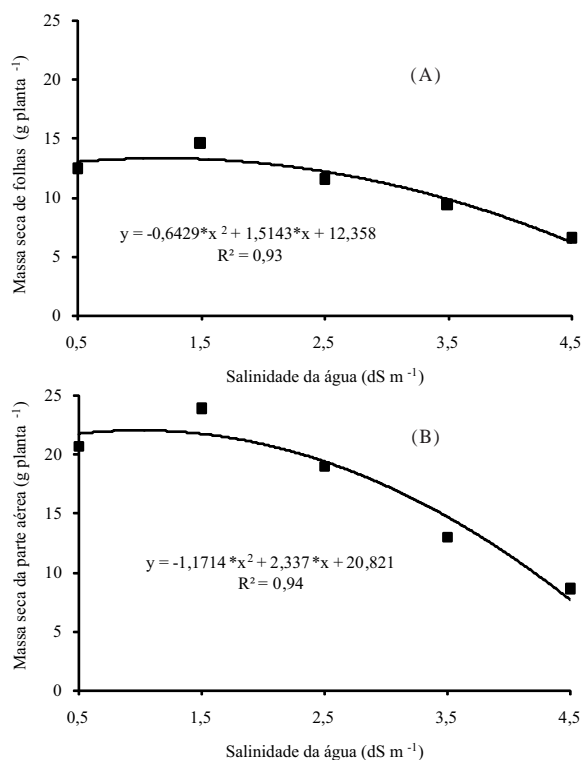 25
(A)
20
15
10
y = -0,6429*x ² + 1,5143*x + 12,358
R² = 0,93
5
0
0,5 1,5 2,5 3,5 4,5
Massa seca de folhas (g planta ⁻¹)
Salinidade da água (dS m ⁻¹)
25
(B)
20
15
y = -1,1714 *x² + 2,337*x + 20,821
10
R² = 0,94
5
0
0,5 1,5 2,5 3,5 4,5
Massa seca da parte aérea (g planta ⁻¹)
Salinidade da água (dS m ⁻¹)